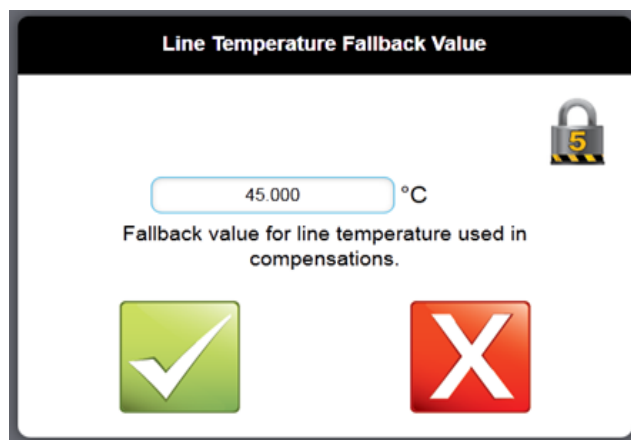 Line Temperature Fallback Value
5
45.000 °C
Fallback value for line temperature used in
compensations.